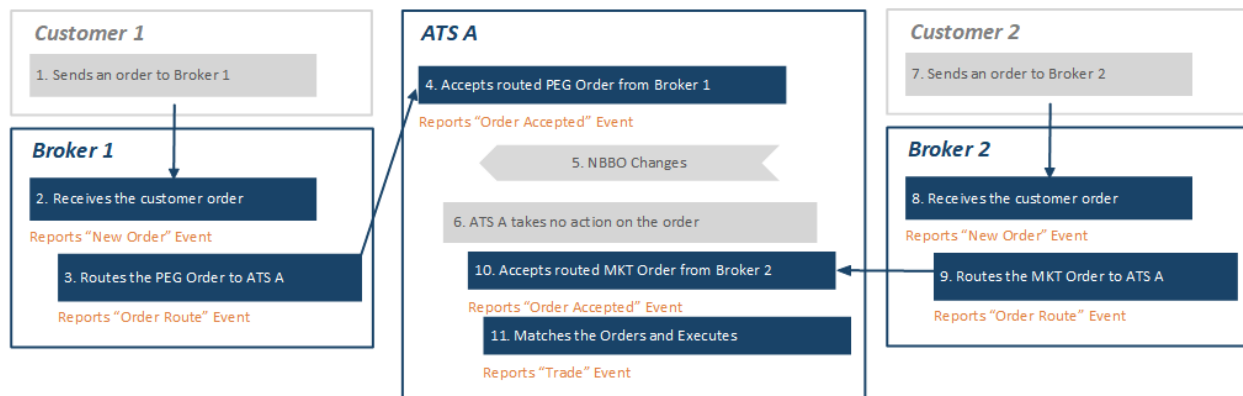 Customer 1
1. Sends an order to Broker 1
Broker 1
2. Receives the customer order
Reports “New Order” Event
3. Routes the PEG Order to ATS A
Reports “Order Route” Event
ATS A
4. Accepts routed PEG Order from Broker 1
Reports “Order Accepted” Event
5. NBBO Changes
6. ATS A takes no action on the order
10. Accepts routed MKT Order from Broker 2
Reports “Order Accepted” Event
11. Matches the Orders and Executes
Reports “Trade” Event
Customer 2
7. Sends an order to Broker 2
Broker 2
8. Receives the customer order
Reports “New Order” Event
9. Routes the MKT Order to ATS A
Reports “Order Route” Event